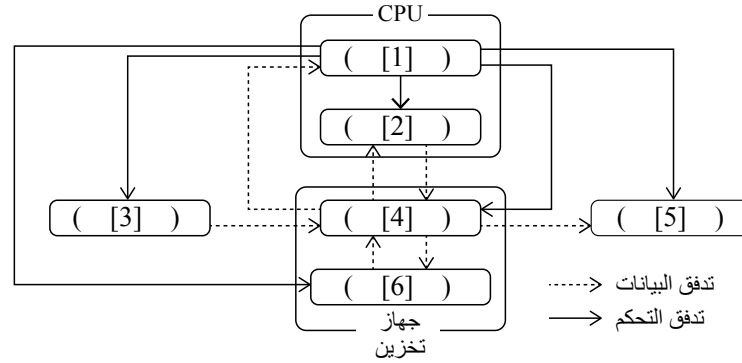 CPU
( [1] )
( [2] )
( [3] )
( [4] )
( [5] )
( [6] )
جهاز
تخزين
تدفق البيانات
تدفق التحكم